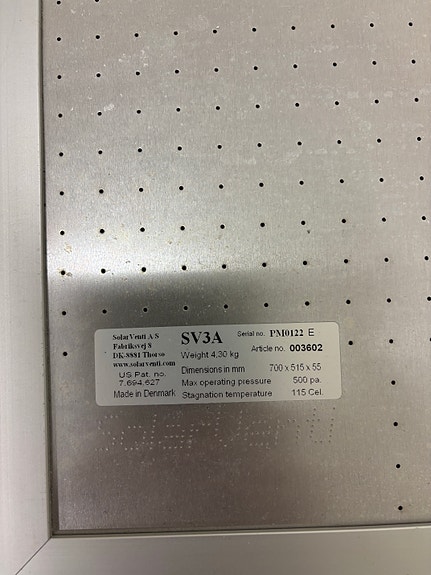 SolarVenti A/S
Fabriksvej 8
DK-8881 Thorsø
www.solarventi.com
US Pat. no.
7.694.627
Made in Denmark
SV3A Serial no. PM0122 E
Weight 4,30 kg Article no. 003602
Dimensions in mm 700 x 515 x 55
Max operating pressure 500 pa.
Stagnation temperature 115 Cel.
SolarVenti